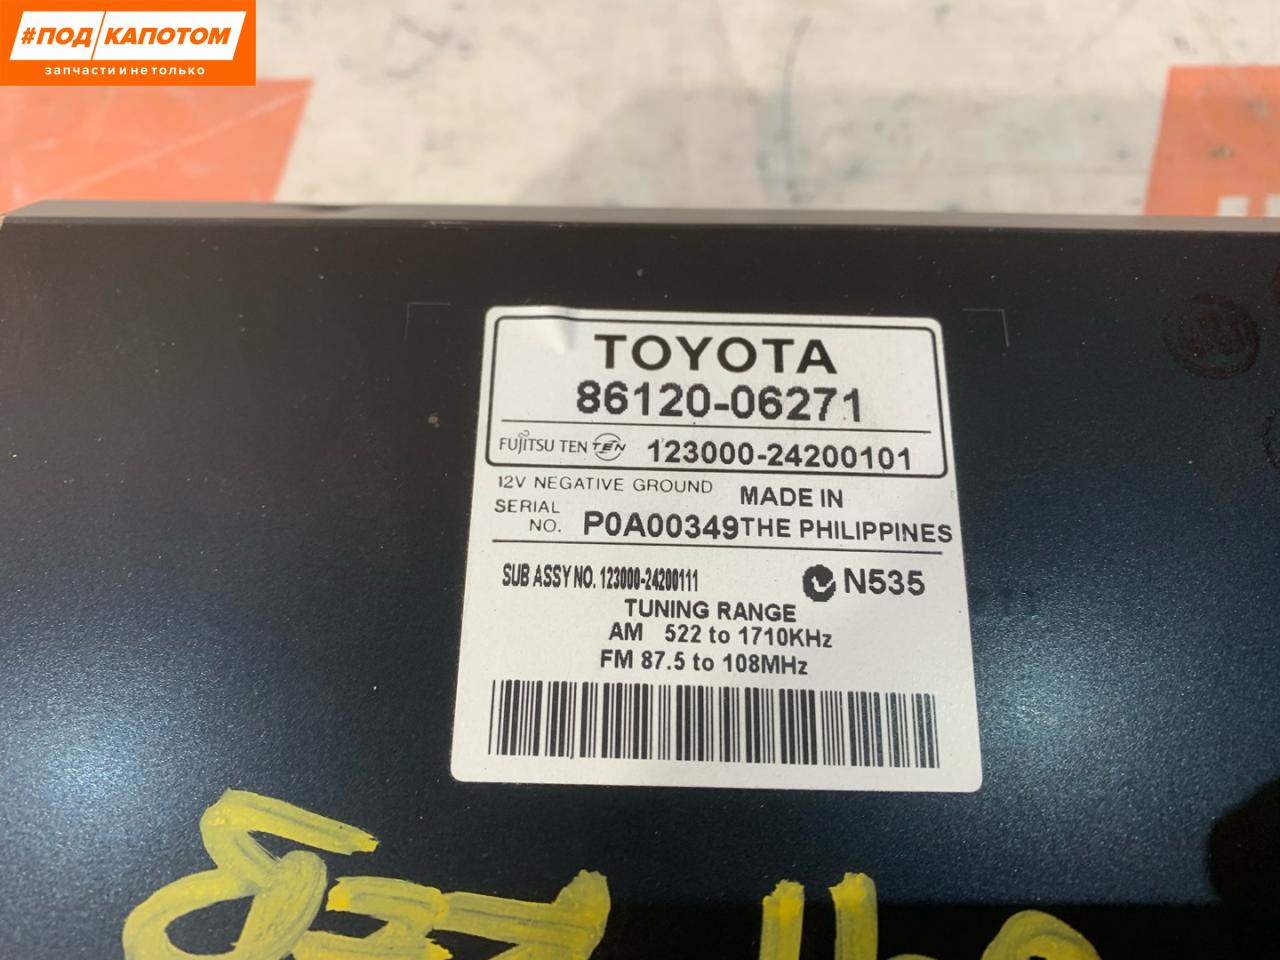 #ПОД КАПОТОМ
запчасти и не только
TOYOTA
86120-06271
FUJITSU TEN TEN 123000-24200101
12V NEGATIVE GROUND MADE IN
SERIAL NO. P0A00349 THE PHILIPPINES
SUB ASSY NO. 123000-24200111 N535
TUNING RANGE
AM 522 to 1710KHz
FM 87.5 to 108MHz